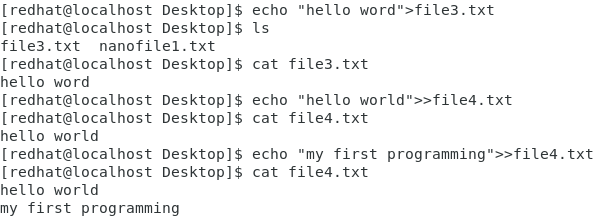 [redhat@localhost Desktop]$ echo "hello word">file3.txt
[redhat@localhost Desktop]$ ls
file3.txt  nanofile1.txt
[redhat@localhost Desktop]$ cat file3.txt
hello word
[redhat@localhost Desktop]$ echo "hello world">>file4.txt
[redhat@localhost Desktop]$ cat file4.txt
hello world
[redhat@localhost Desktop]$ echo "my first programming">>file4.txt
[redhat@localhost Desktop]$ cat file4.txt
hello world
my first programming